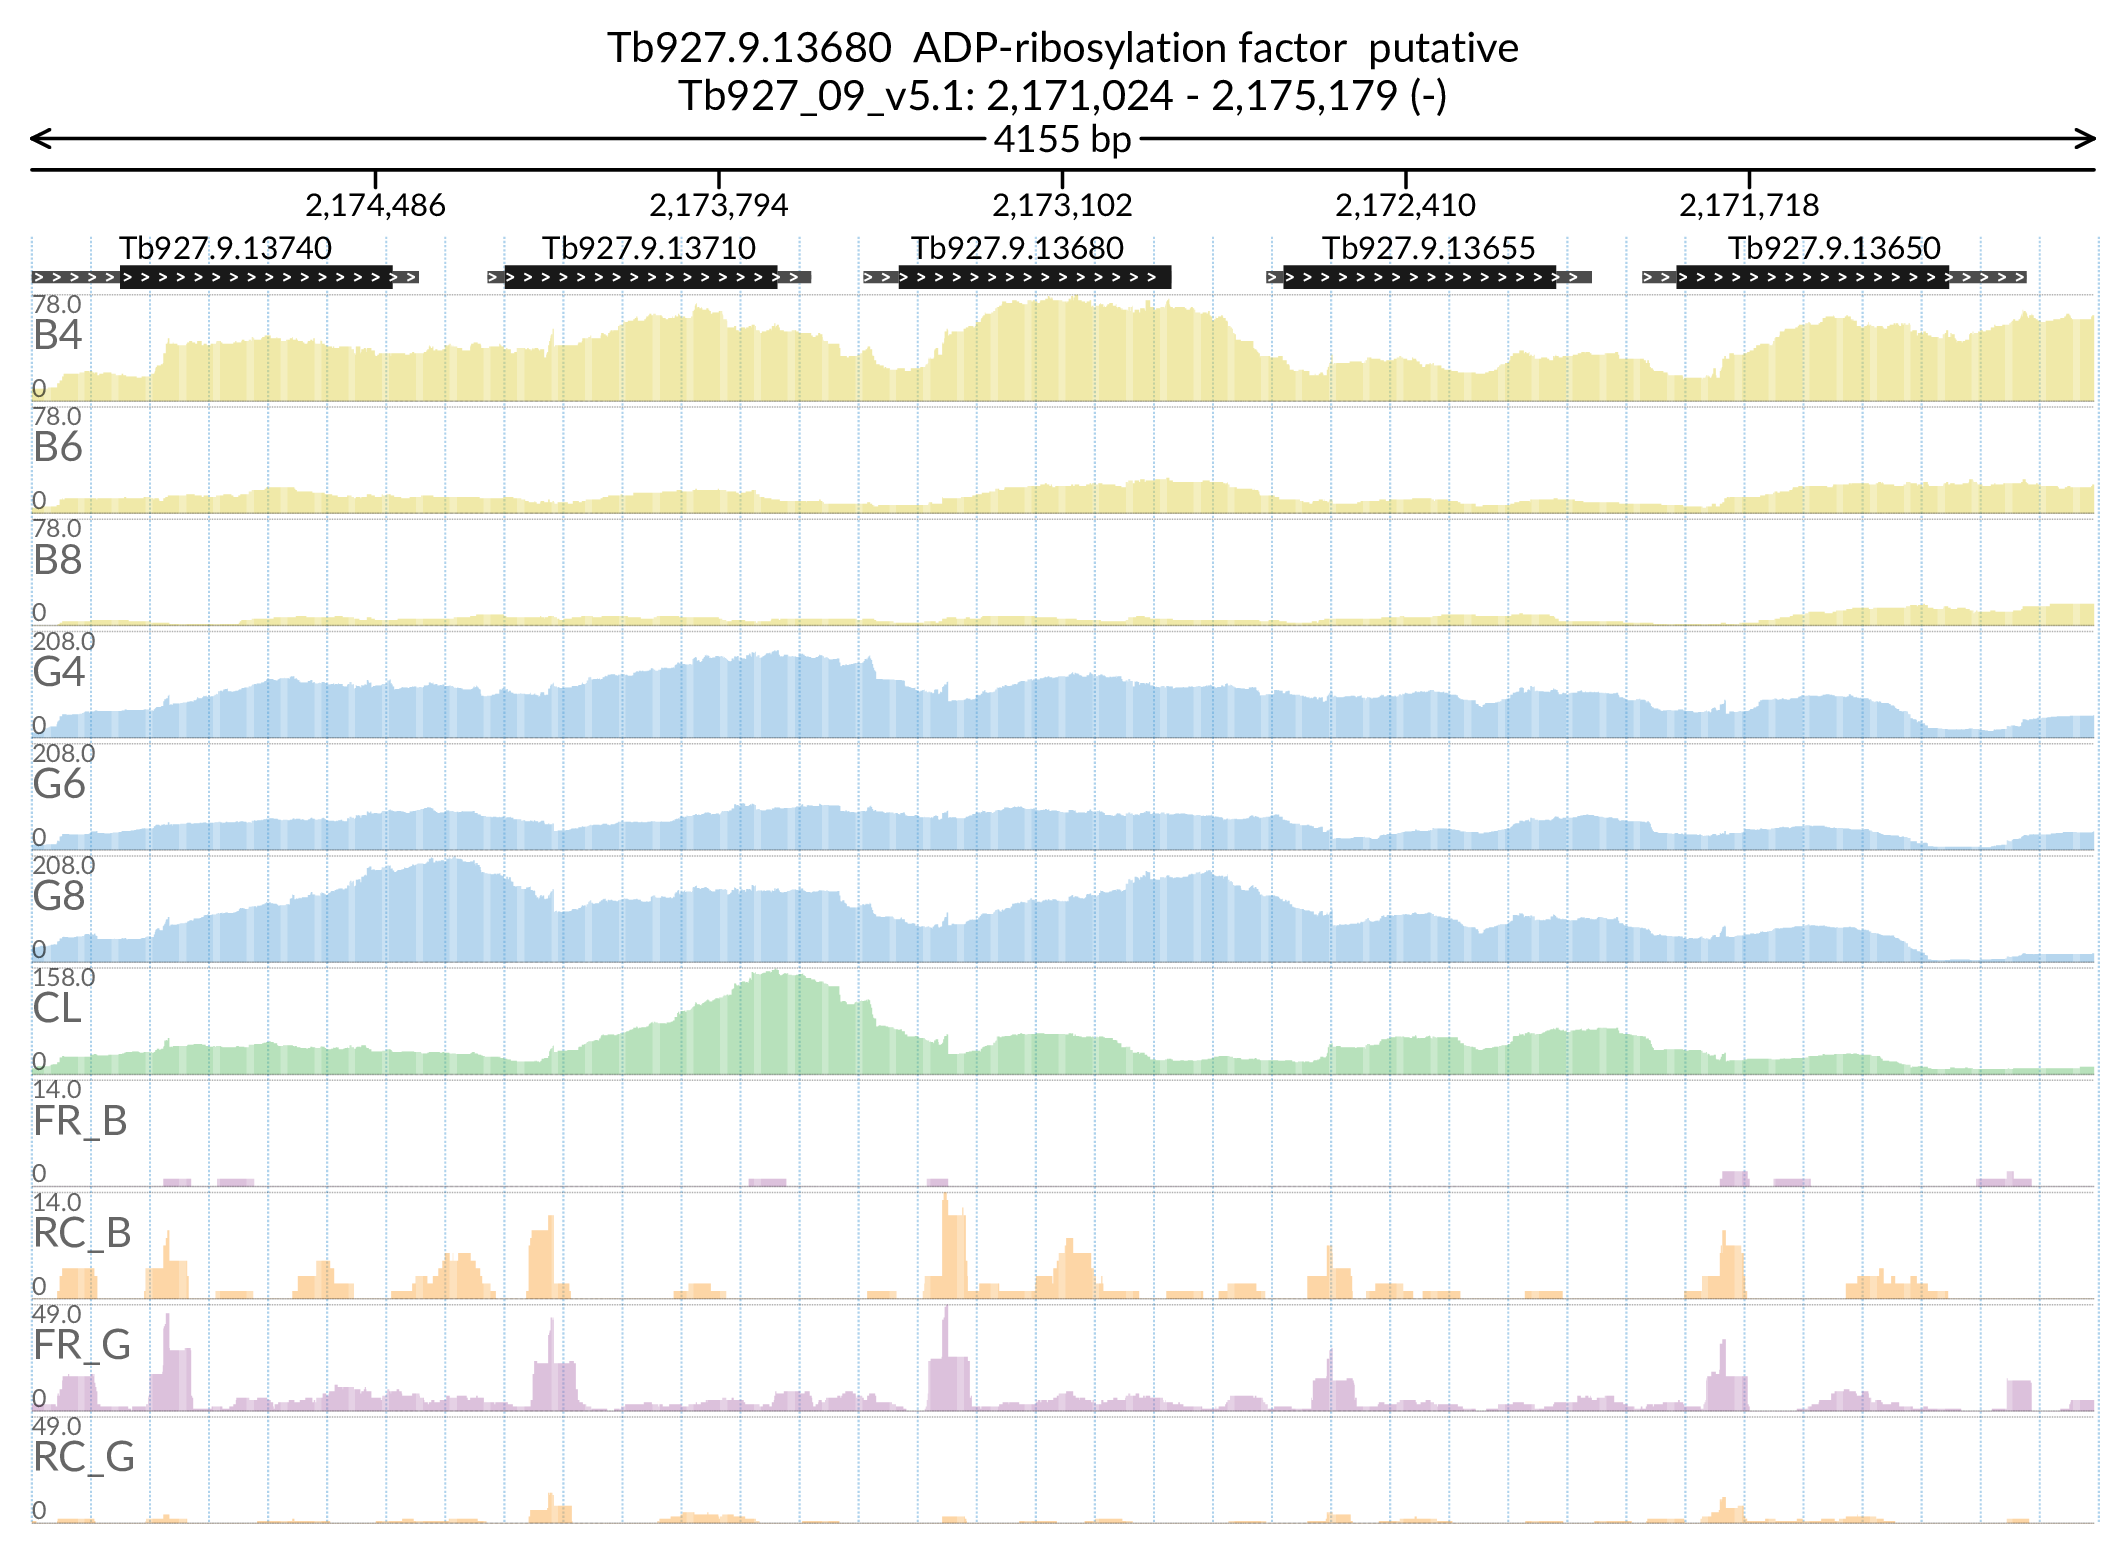 Tb927.9.13680  ADP-ribosylation factor  putative
Tb927_09_v5.1: 2,171,024 - 2,175,179 (-)
4155 bp
2,174,486 2,173,794 2,173,102 2,172,410 2,171,718
Tb927.9.13740 Tb927.9.13710 Tb927.9.13680 Tb927.9.13655 Tb927.9.13650
78.0
B4
0
78.0
B6
0
78.0
B8
0
208.0
G4
0
208.0
G6
0
208.0
G8
0
158.0
CL
0
14.0
FR_B
0
14.0
RC_B
0
49.0
FR_G
0
49.0
RC_G
0